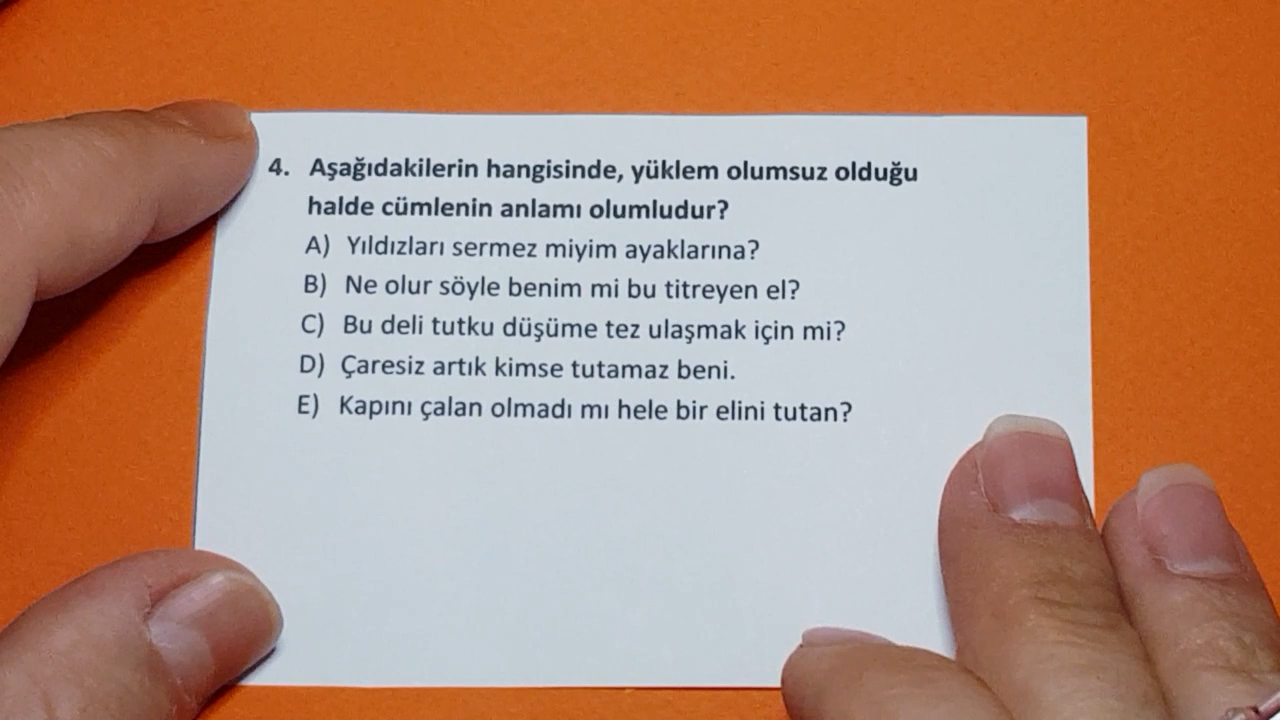 4. Aşağıdakilerin hangisinde, yüklem olumsuz olduğu
halde cümlenin anlamı olumludur?
A) Yıldızları sermez miyim ayaklarına?
B) Ne olur söyle benim mi bu titreyen el?
C) Bu deli tutku düşüme tez ulaşmak için mi?
D) Çaresiz artık kimse tutamaz beni.
E) Kapını çalan olmadı mı hele bir elini tutan?